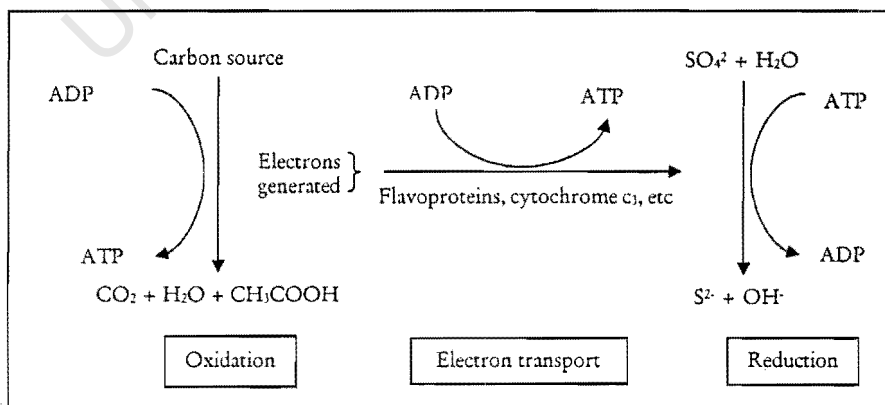 Carbon source
SO₄² + H₂O
ADP
ADP
ATP
ATP
Electrons
generated
Flavoproteins, cytochrome c₃, etc
ATP
ADP
CO₂ + H₂O + CH₃COOH
S²⁻ + OH⁻
Oxidation
Electron transport
Reduction